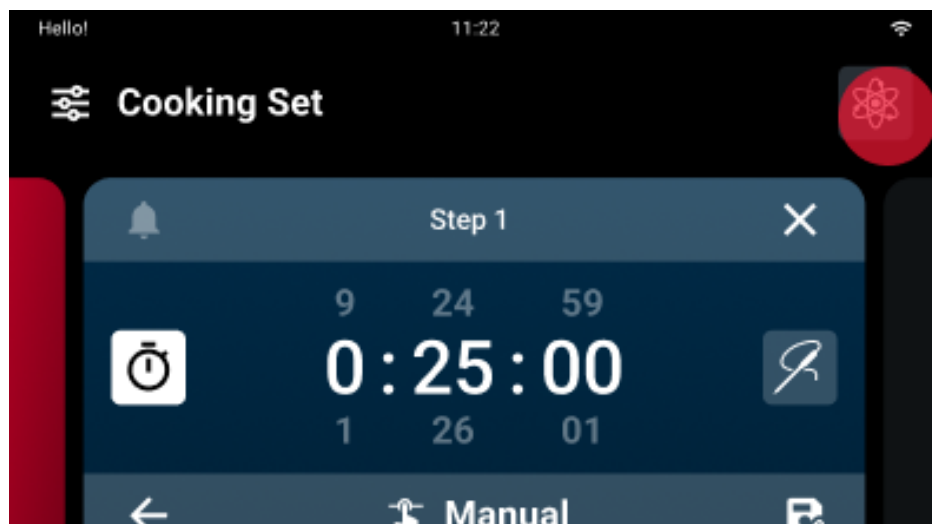 Hello! 11:22
Cooking Set
Step 1
9 24 59
0 : 25 : 00
1 26 01
Manual